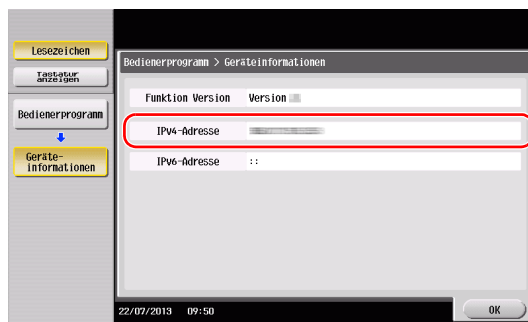 Lesezeichen
Tastatur
anzeigen
Bedienerprogramm
Geräte-
informationen
Bedienerprogramm > Geräteinformationen
Funktion Version Version
IPv4-Adresse
IPv6-Adresse ::
22/07/2013 09:50
OK